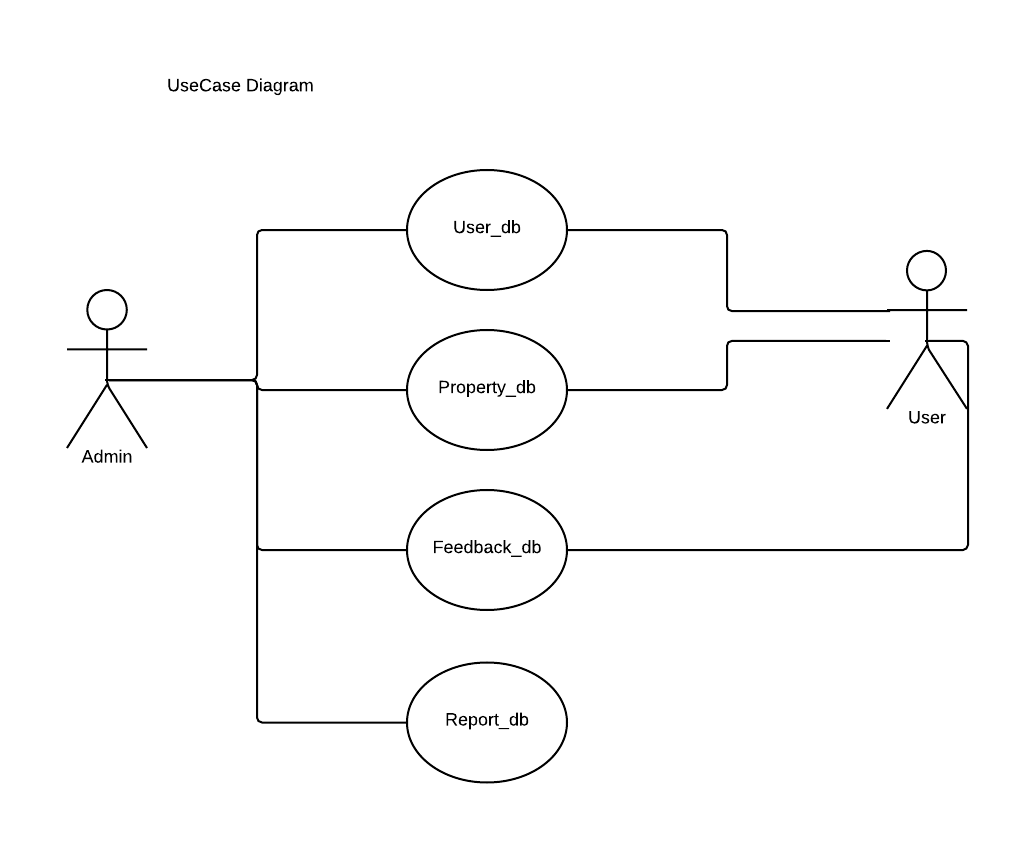 UseCase Diagram
User_db
Property_db
User
Admin
Feedback_db
Report_db